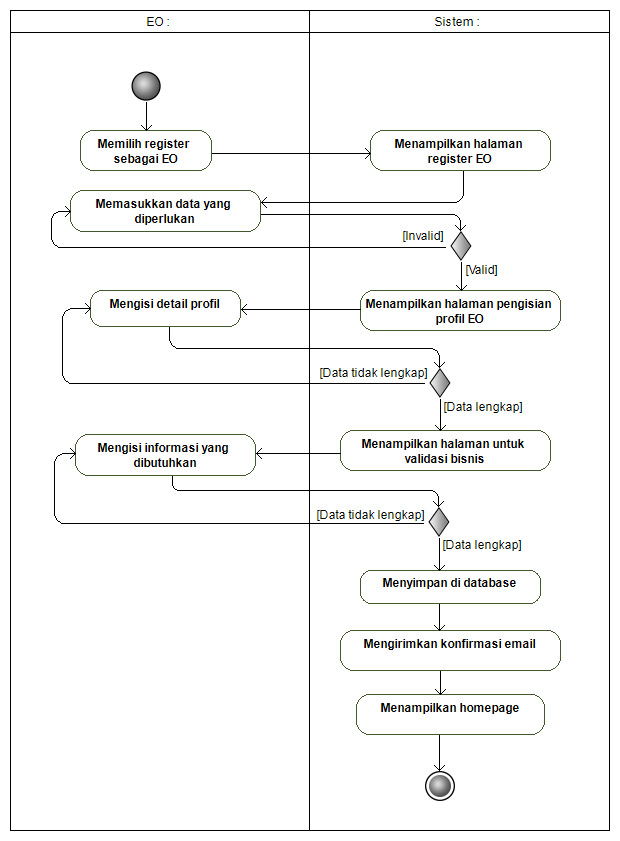 EO :
Sistem :
Memilih register
sebagai EO
Menampilkan halaman
register EO
Memasukkan data yang
diperlukan
[Invalid]
[Valid]
Mengisi detail profil
Menampilkan halaman pengisian
profil EO
[Data tidak lengkap]
[Data lengkap]
Mengisi informasi yang
dibutuhkan
Menampilkan halaman untuk
validasi bisnis
[Data tidak lengkap]
[Data lengkap]
Menyimpan di database
Mengirimkan konfirmasi email
Menampilkan homepage